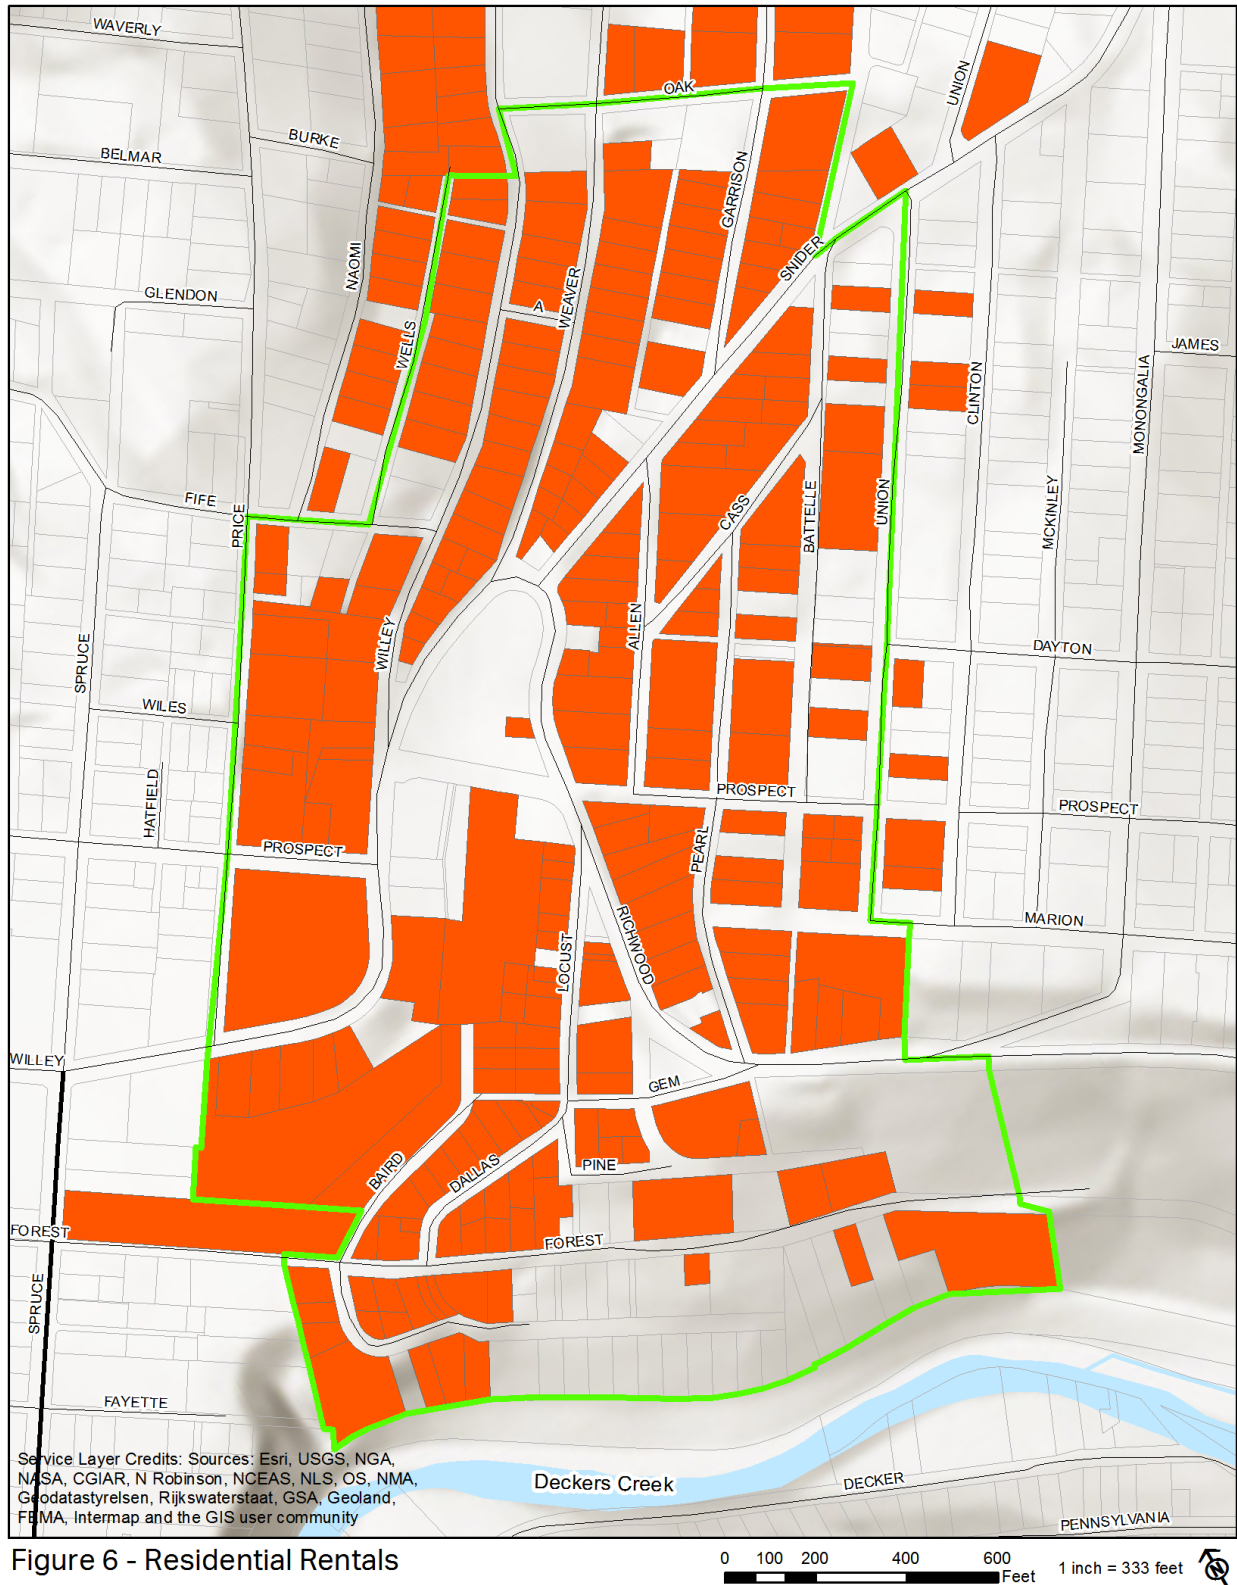 WAVERLY
OAK
UNION
BURKE
BELMAR
GARRISON
NAOMI
SNIDER
GLENDON
WEAVER
A
WELLS
JAMES
CLINTON
MONONGALIA
FIFE
PRICE
CASS
BATTELLE
UNION
MCKINLEY
ALLEN
WILLEY
SPRUCE
DAYTON
WILES
HATFIELD
PROSPECT
PROSPECT
PROSPECT
PEARL
RICHWOOD
MARION
LOCUST
WILLEY
GEM
BAIRD
DALLAS
PINE
FOREST
FOREST
SPRUCE
FAYETTE
Service Layer Credits: Sources: Esri, USGS, NGA,
NASA, CGIAR, N Robinson, NCEAS, NLS, OS, NMA,
Geodatastyrelsen, Rijkswaterstaat, GSA, Geoland,
FEMA, Intermap and the GIS user community
Deckers Creek
DECKER
PENNSYLVANIA
Figure 6 - Residential Rentals
0 100 200 400 600
Feet
1 inch = 333 feet
N